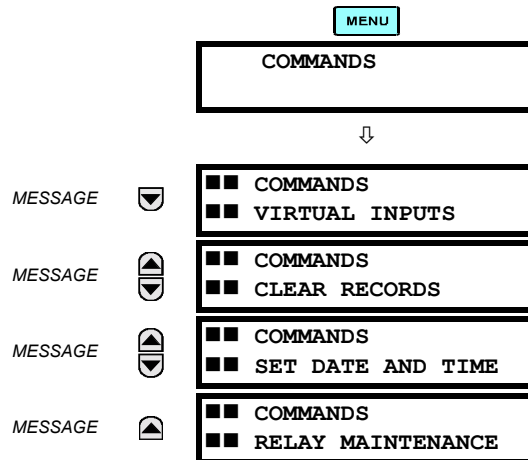 MENU
COMMANDS
MESSAGE
■■ COMMANDS
■■ VIRTUAL INPUTS
MESSAGE
■■ COMMANDS
■■ CLEAR RECORDS
MESSAGE
■■ COMMANDS
■■ SET DATE AND TIME
MESSAGE
■■ COMMANDS
■■ RELAY MAINTENANCE